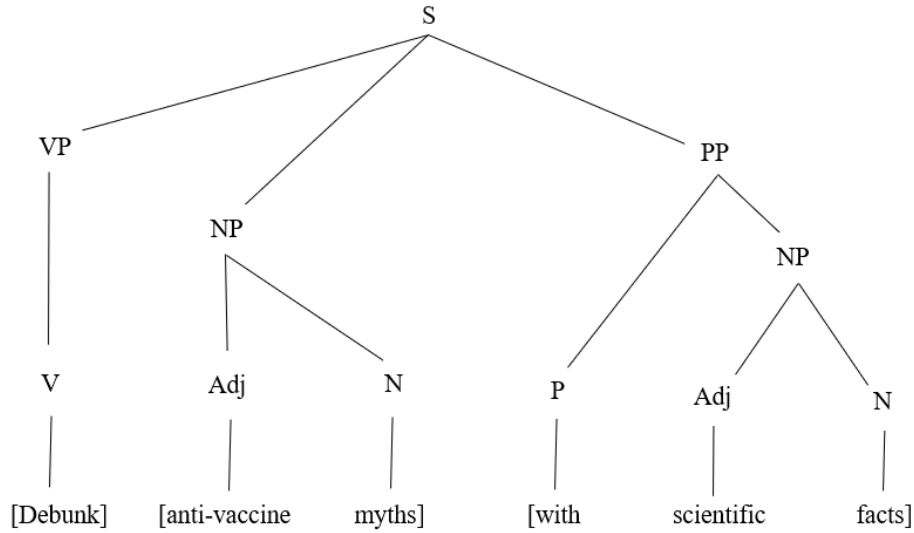 S
VP
PP
NP
NP
V Adj N P Adj N
[Debunk] [anti-vaccine myths] [with scientific facts]